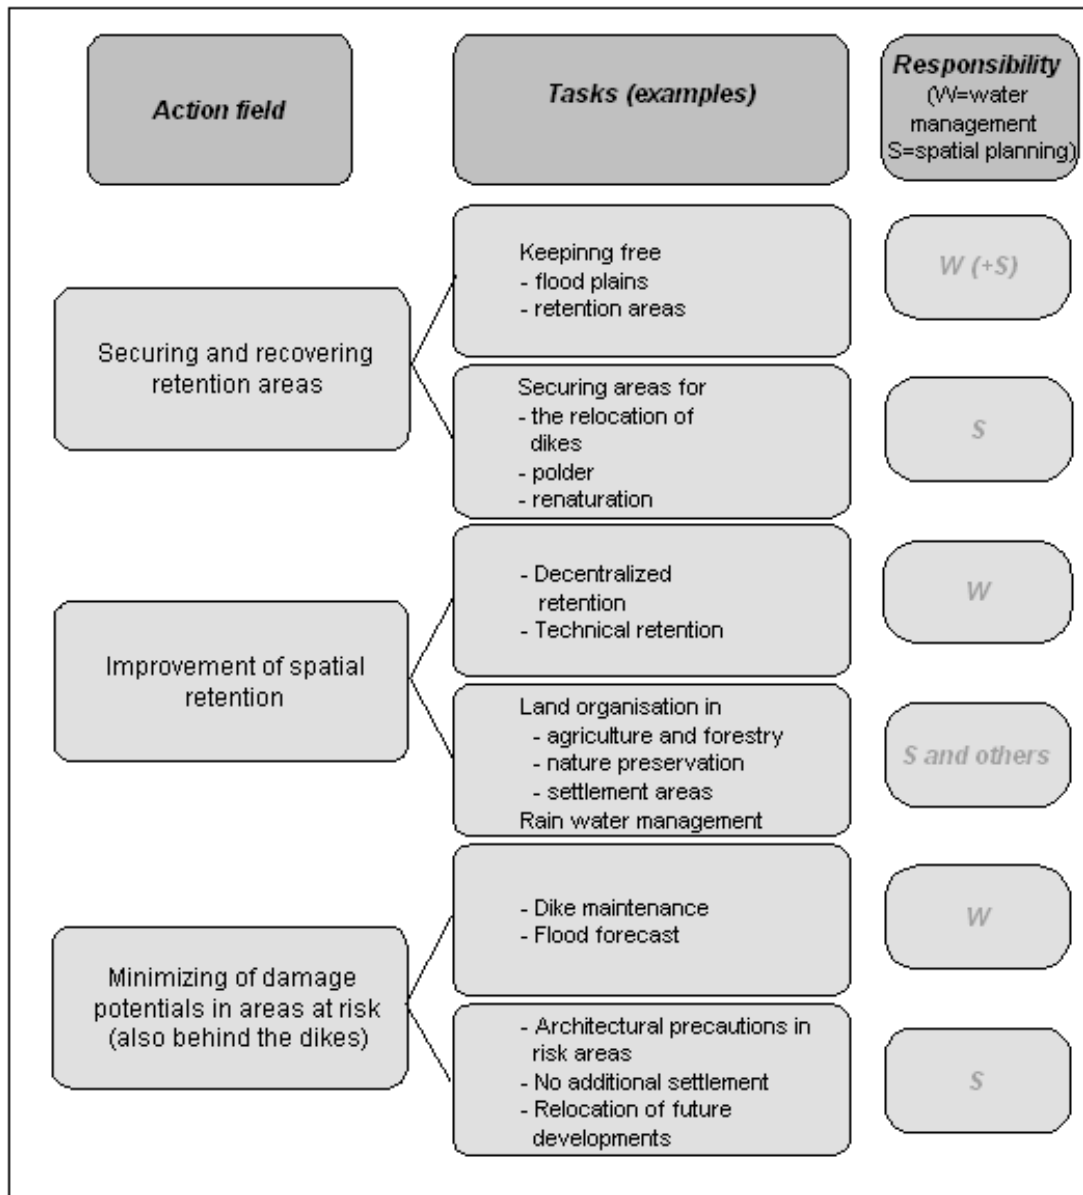 Action field
Tasks (examples)
Responsibility
(W=water
management
S=spatial planning)
Securing and recovering
retention areas
Keepinng free
- flood plains
- retention areas
W (+S)
Securing areas for
- the relocation of
dikes
- polder
- renaturation
S
Improvement of spatial
retention
- Decentralized
retention
- Technical retention
W
Land organisation in
- agriculture and forestry
- nature preservation
- settlement areas
Rain water management
S and others
Minimizing of damage
potentials in areas at risk
(also behind the dikes)
- Dike maintenance
- Flood forecast
W
- Architectural precautions in
risk areas
- No additional settlement
- Relocation of future
developments
S